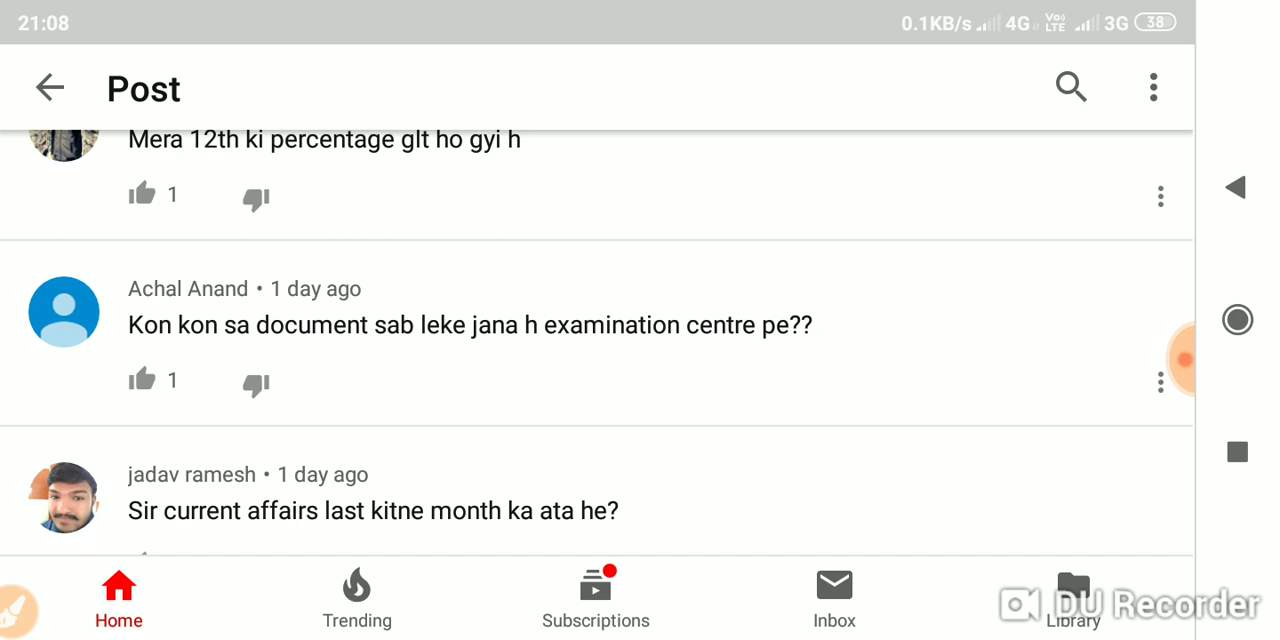 21:08 0.1KB/s 4G Vo) LTE 3G 38
Post
Mera 12th ki percentage glt ho gyi h
1
Achal Anand • 1 day ago
Kon kon sa document sab leke jana h examination centre pe??
1
jadav ramesh • 1 day ago
Sir current affairs last kitne month ka ata he?
Home Trending Subscriptions Inbox Library
DU Recorder